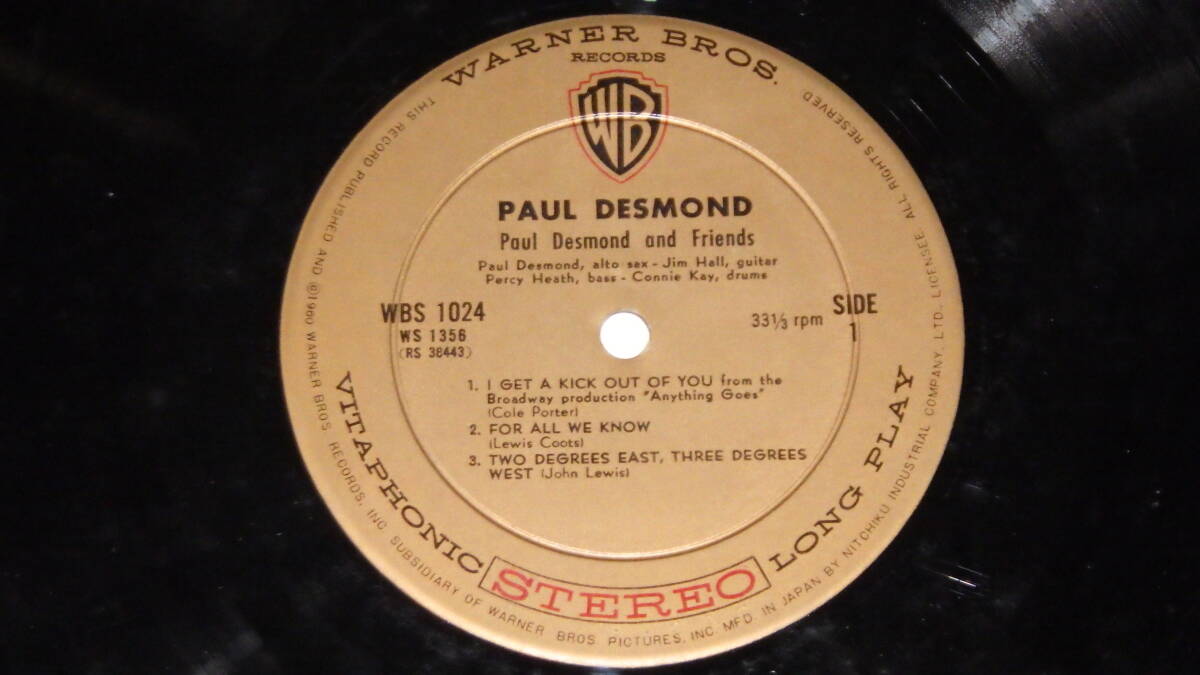 WARNER BROS.
RECORDS
WB
PAUL DESMOND
Paul Desmond and Friends
Paul Desmond, alto sax - Jim Hall, guitar
Percy Heath, bass - Connie Kay, drums
WBS 1024
WS 1356
(RS 38443)
33⅓ rpm
SIDE
1
1. I GET A KICK OUT OF YOU from the
Broadway production "Anything Goes"
(Cole Porter)
2. FOR ALL WE KNOW
(Lewis Coots)
3. TWO DEGREES EAST, THREE DEGREES
WEST (John Lewis)
VITAPHONIC STEREO LONG PLAY
THIS RECORD PUBLISHED AND ©1960 WARNER BROS. RECORDS, INC. SUBSIDIARY OF WARNER BROS. PICTURES, INC. MFD. IN JAPAN BY NITCHIKU INDUSTRIAL COMPANY, LTD., LICENSEE, ALL RIGHTS RESERVED.